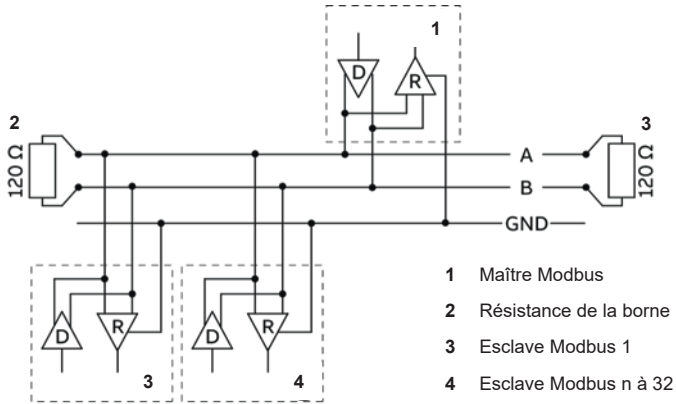 1
D
R
2
3
120 Ω
A
120 Ω
B
GND
D
R
3
D
R
4
1 Maître Modbus
2 Résistance de la borne
3 Esclave Modbus 1
4 Esclave Modbus n à 32